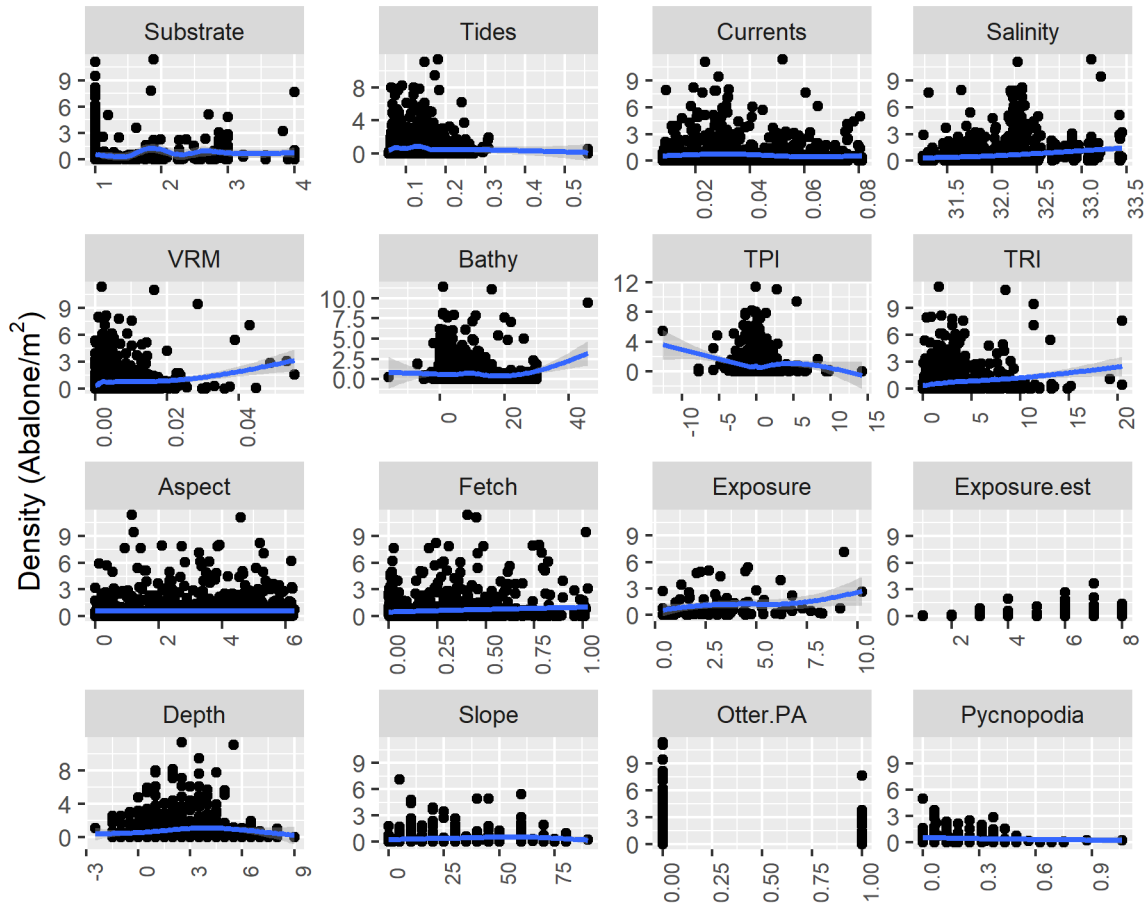 Density (Abalone/m²)
Substrate Tides Currents Salinity
9 9 9 9
6 6 6 6
3 3 3 3
0 0 0 0
1 2 3 4 0.1 0.2 0.3 0.4 0.5 0.02 0.04 0.06 0.08 31.5 32.0 32.5 33.0 33.5
VRM Bathy TPI TRI
9 10.0 12 9
6 7.5 8 6
3 5.0 4 3
0 2.5 0 0
0.0
0.00 0.02 0.04 0 20 40 -10 -5 0 5 10 15 0 5 10 15 20
Aspect Fetch Exposure Exposure.est
9 9 9 9
6 6 6 6
3 3 3 3
0 0 0 0
0 2 4 6 0.00 0.25 0.50 0.75 1.00 0.0 2.5 5.0 7.5 10.0 2 4 6 8
Depth Slope Otter.PA Pycnopodia
8 9 9 9
4 6 6 6
0 3 3 3
0 0 0
-3 0 3 6 9 0 25 50 75 0.00 0.25 0.50 0.75 1.00 0.0 0.3 0.6 0.9